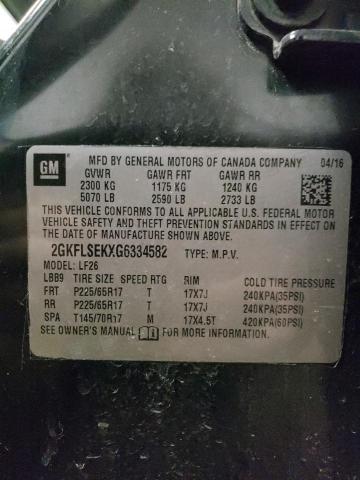 GM
MFD BY GENERAL MOTORS OF CANADA COMPANY 04/16
GVWR GAWR FRT GAWR RR
2300 KG 1175 KG 1240 KG
5070 LB 2590 LB 2733 LB
THIS VEHICLE CONFORMS TO ALL APPLICABLE U.S. FEDERAL MOTOR
VEHICLE SAFETY AND THEFT PREVENTION STANDARDS IN EFFECT
ON THE DATE OF MANUFACTURE SHOWN ABOVE.
2GKFLSEKXG6334582 TYPE: M.P.V.
MODEL: LF26
LBB9 TIRE SIZE SPEED RTG RIM COLD TIRE PRESSURE
FRT P225/65R17 T 17X7J 240KPA(35PSI)
RR P225/65R17 T 17X7J 240KPA(35PSI)
SPA T145/70R17 M 17X4.5T 420KPA(60PSI)
SEE OWNER'S MANUAL FOR MORE INFORMATION.